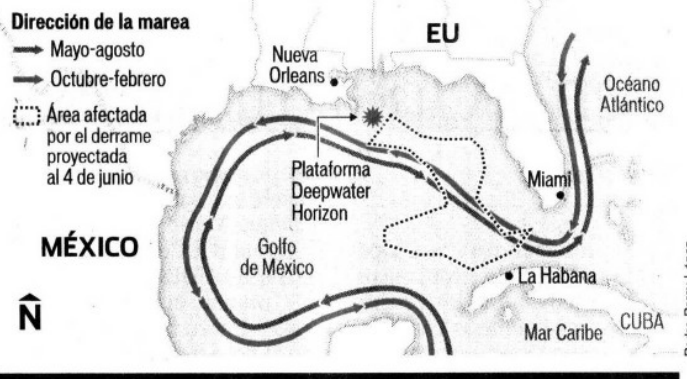 Dirección de la marea
Mayo-agosto
Octubre-febrero
Área afectada
por el derrame
proyectada
al 4 de junio
EU
Nueva
Orleans
Océano
Atlántico
Plataforma
Deepwater
Horizon
Miami
MÉXICO
Golfo
de México
La Habana
N
Mar Caribe
CUBA